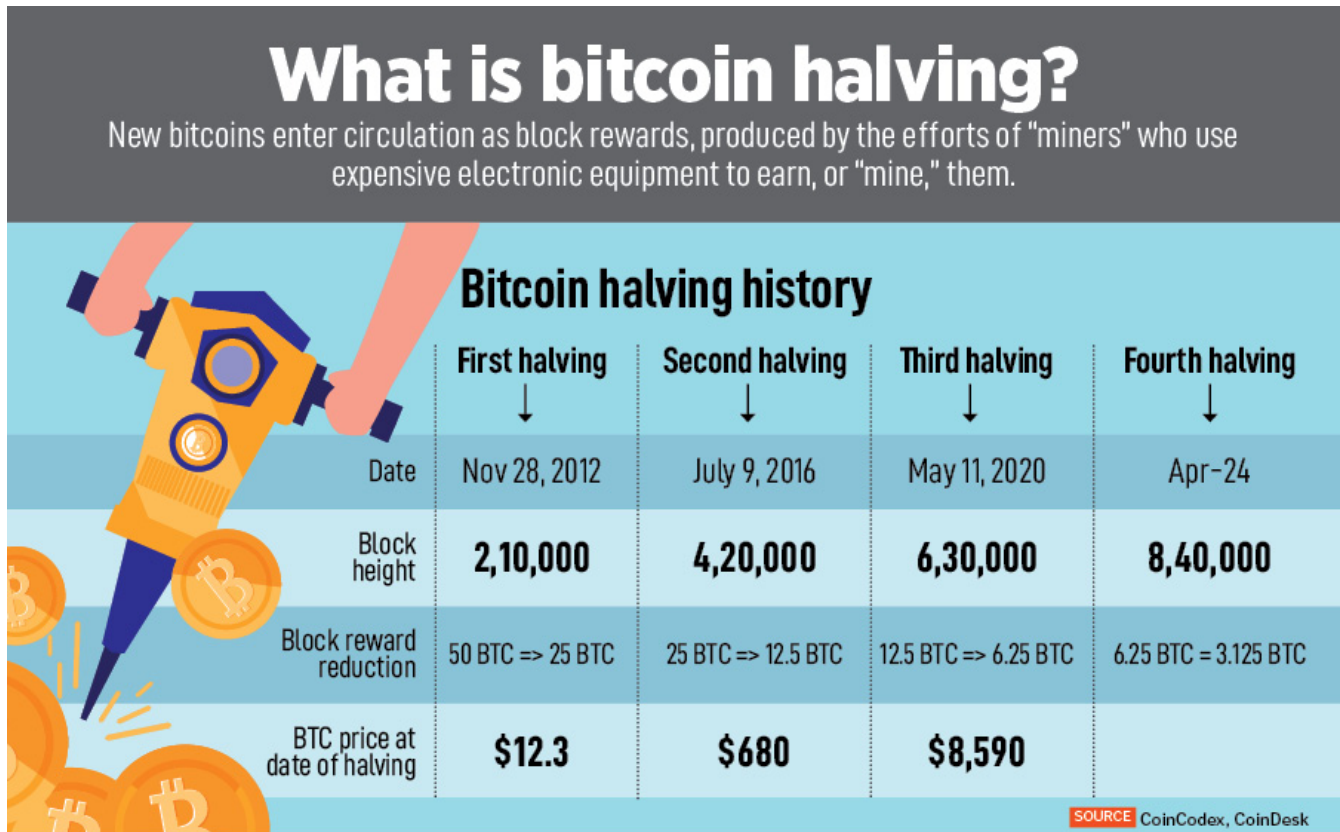 What is bitcoin halving?
New bitcoins enter circulation as block rewards, produced by the efforts of "miners" who use
expensive electronic equipment to earn, or "mine," them.
Bitcoin halving history
First halving Second halving Third halving Fourth halving
↓ ↓ ↓ ↓
Date Nov 28, 2012 July 9, 2016 May 11, 2020 Apr-24
Block
height 2,10,000 4,20,000 6,30,000 8,40,000
Block reward
reduction 50 BTC => 25 BTC 25 BTC => 12.5 BTC 12.5 BTC => 6.25 BTC 6.25 BTC = 3.125 BTC
BTC price at
date of halving $12.3 $680 $8,590
SOURCE CoinCodex, CoinDesk